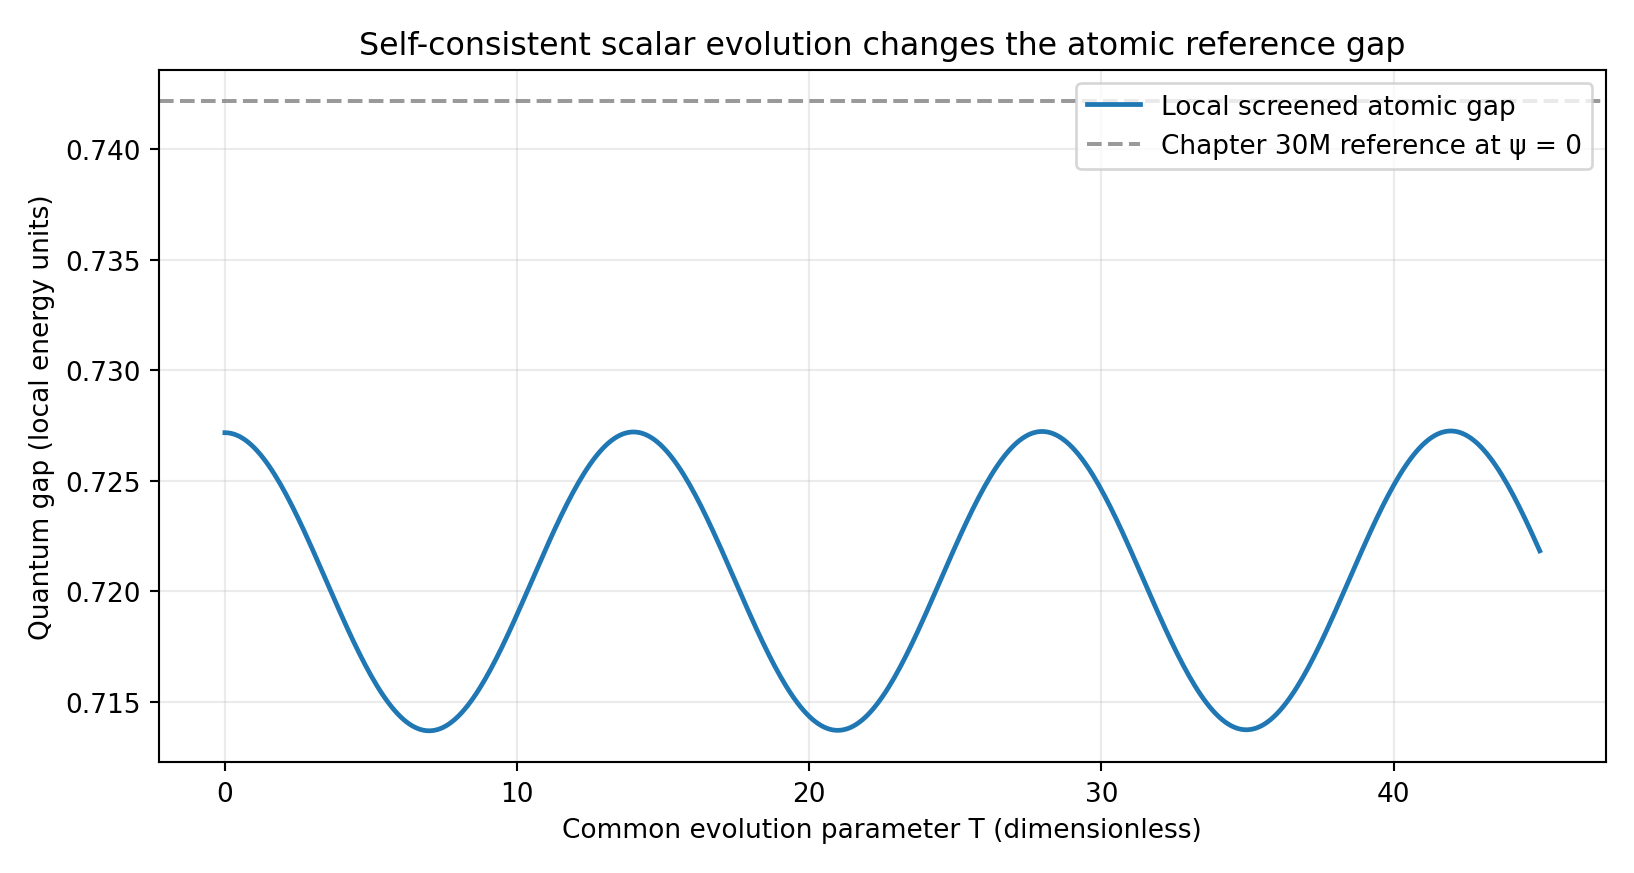 Self-consistent scalar evolution changes the atomic reference gap
Local screened atomic gap
Chapter 30M reference at ψ = 0
Quantum gap (local energy units)
0.740
0.735
0.730
0.725
0.720
0.715
0 10 20 30 40
Common evolution parameter T (dimensionless)